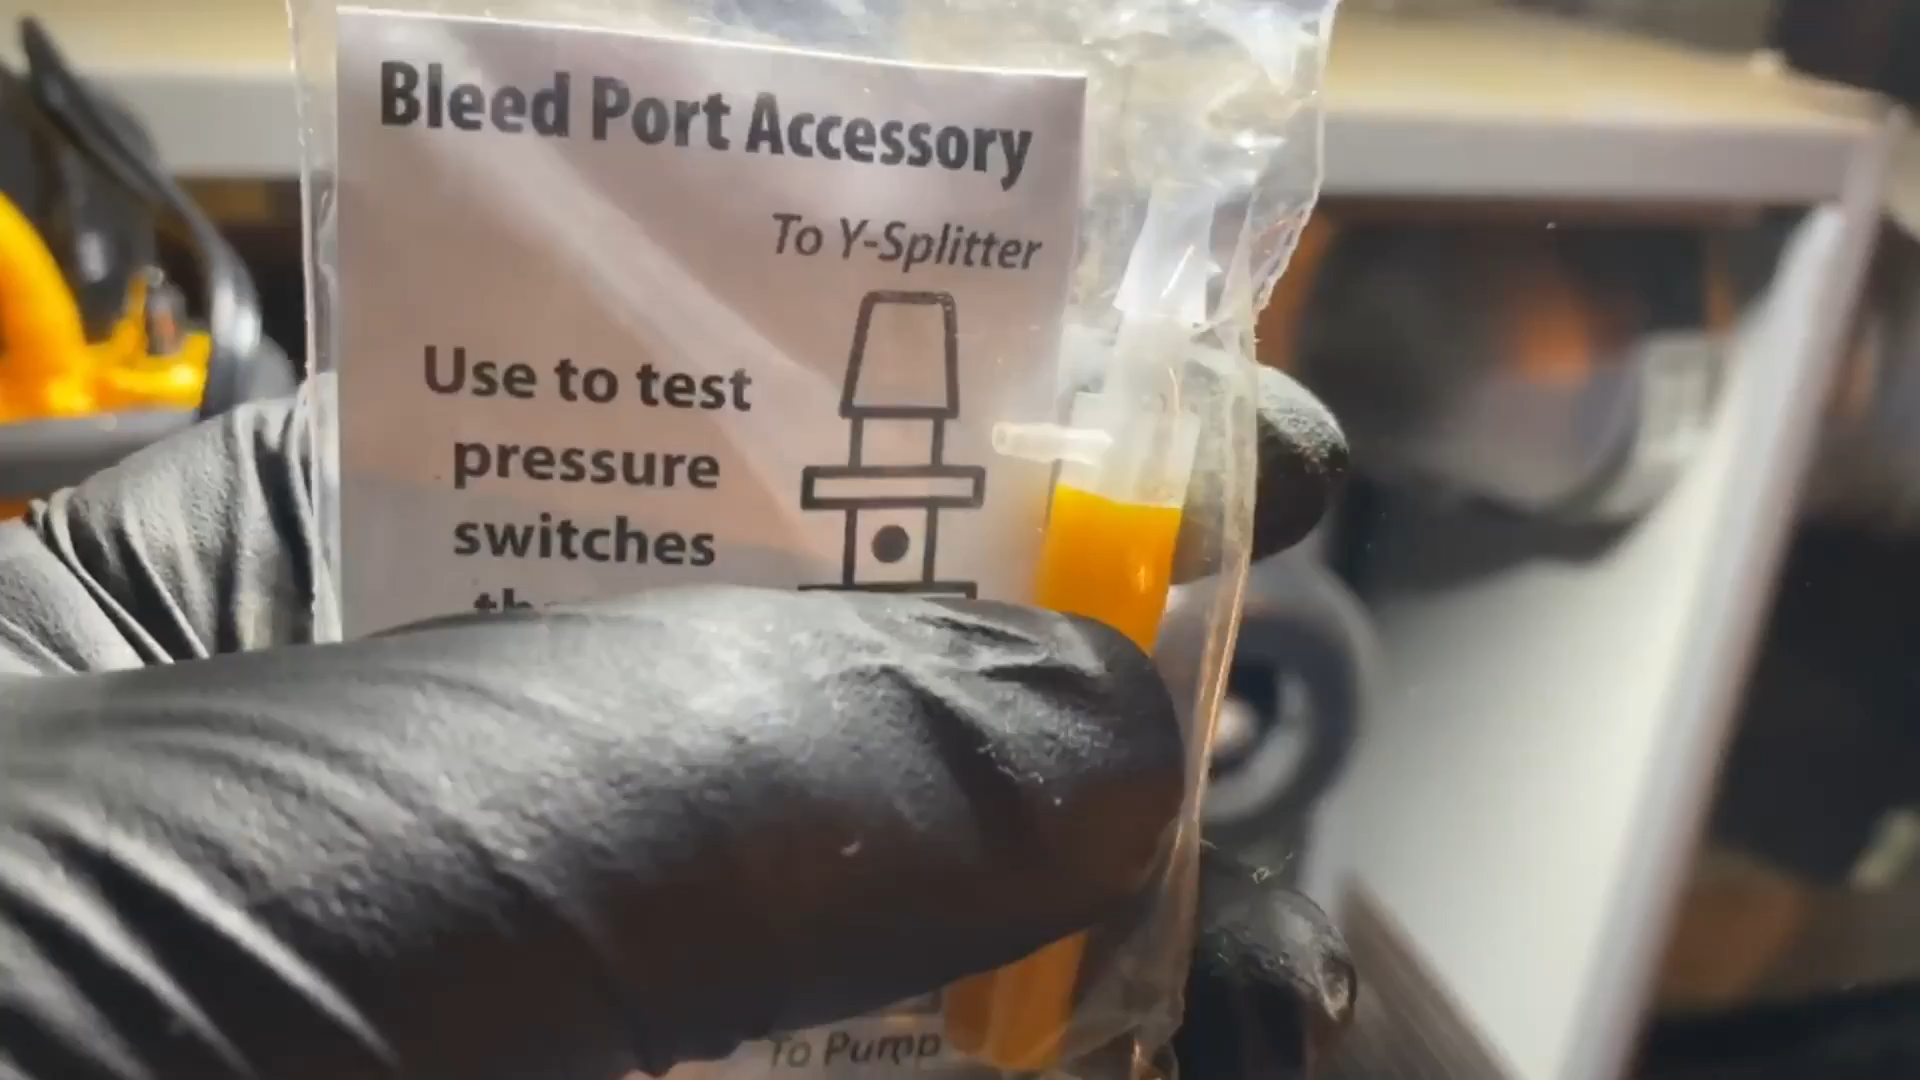 Bleed Port Accessory
To Y-Splitter
Use to test
pressure
switches
To Pump